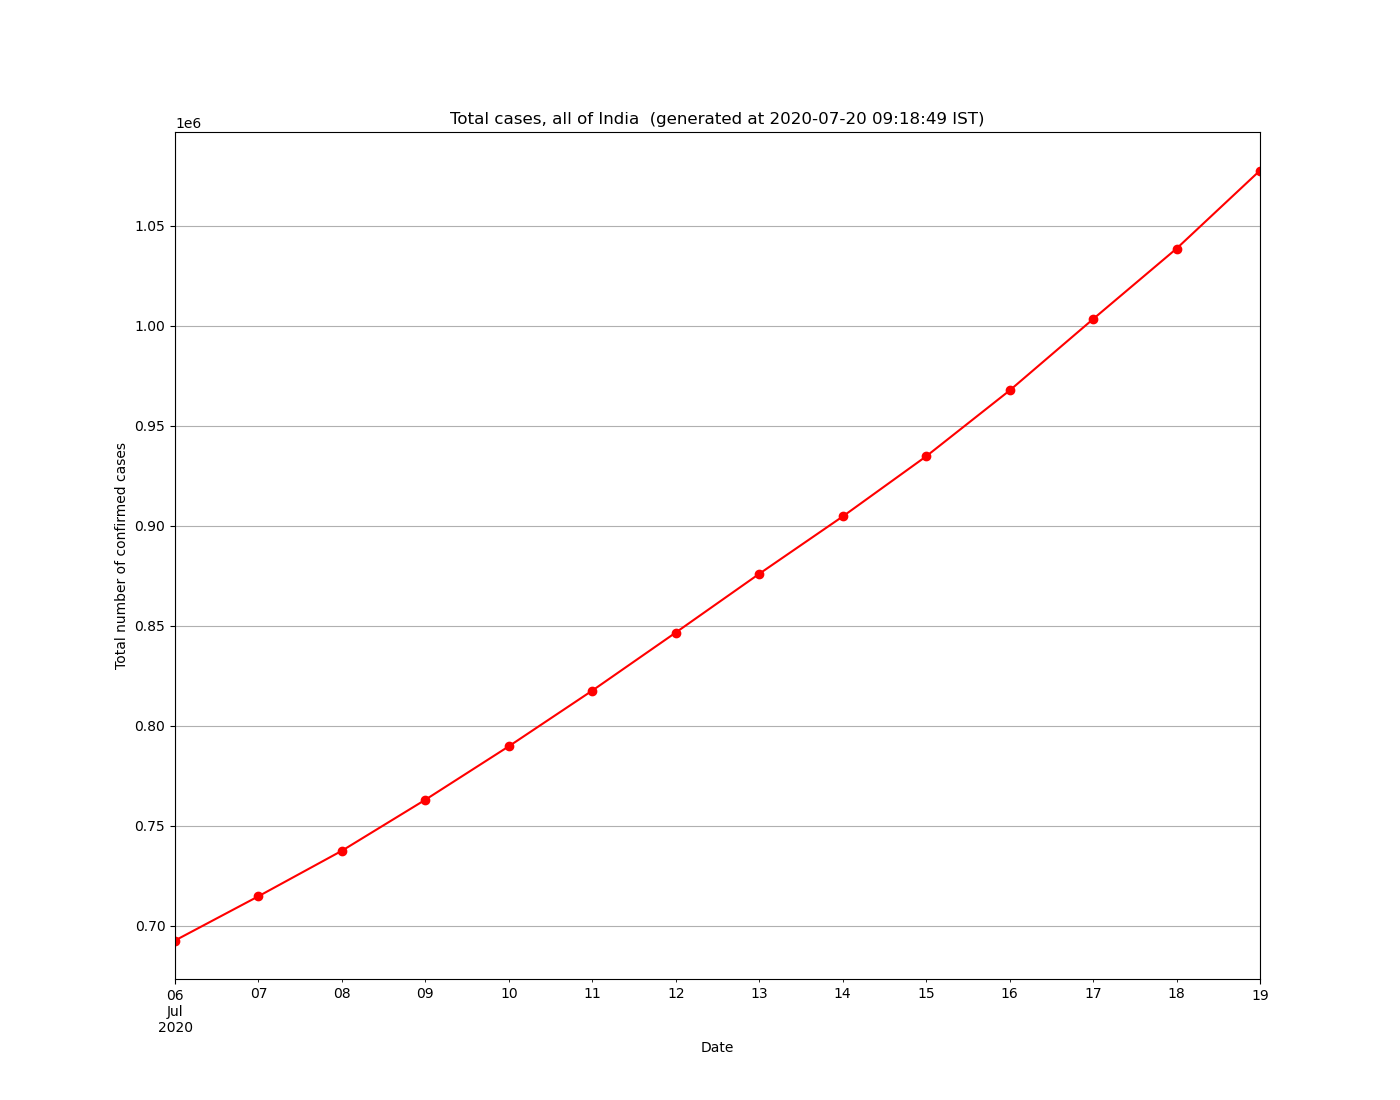 Total cases, all of India  (generated at 2020-07-20 09:18:49 IST)
1e6
1.05
1.00
0.95
0.90
0.85
0.80
0.75
0.70
Total number of confirmed cases
06 07 08 09 10 11 12 13 14 15 16 17 18 19
Jul
2020
Date